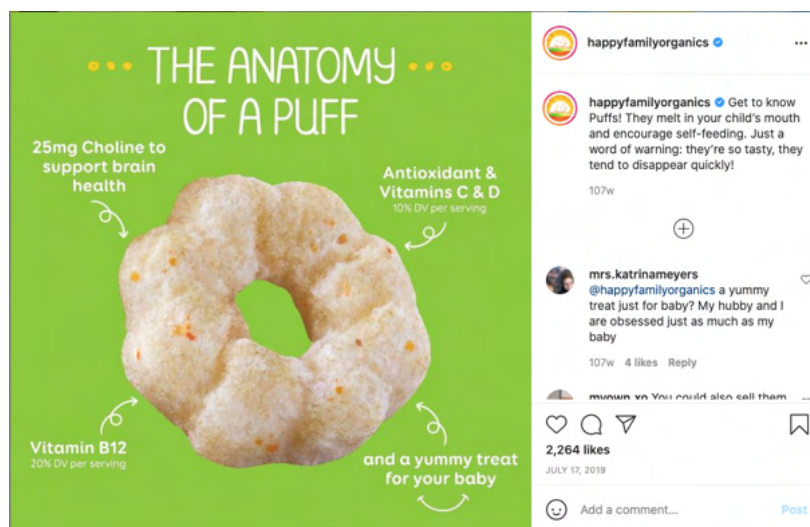 THE ANATOMY
OF A PUFF
25mg Choline to
support brain
health
Antioxidant &
Vitamins C & D
10% DV per serving
Vitamin B12
20% DV per serving
and a yummy treat
for your baby
happyfamilyorganics
happyfamilyorganics Get to know
Puffs! They melt in your child's mouth
and encourage self-feeding. Just a
word of warning: they're so tasty, they
tend to disappear quickly!
107w
mrs.katrinameyers
@happyfamilyorganics a yummy
treat just for baby? My hubby and I
are obsessed just as much as my
baby
107w 4 likes Reply
myown.xo You could also sell them
2,264 likes
JULY 17, 2019
Add a comment...
Post